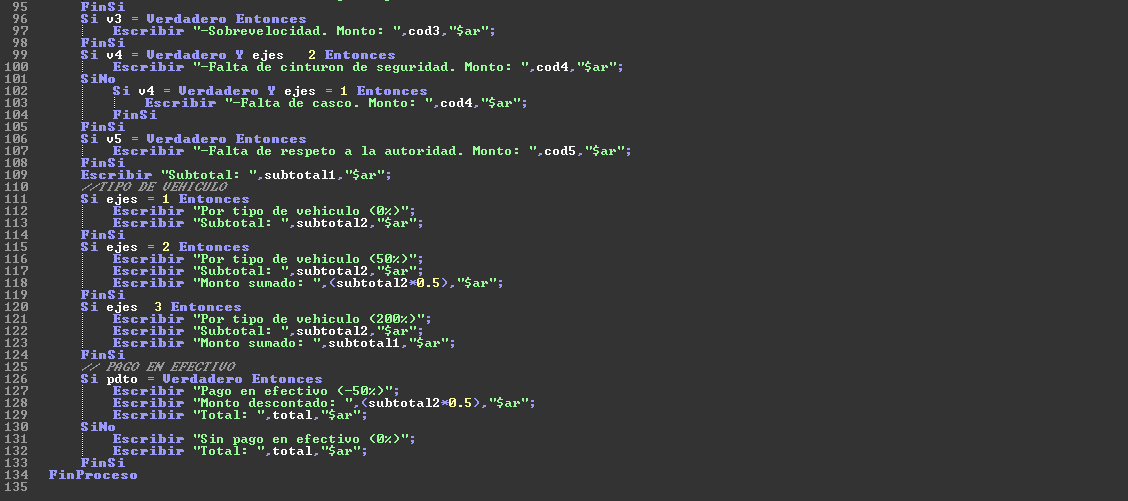 95 FinSi
96 Si v3 = Verdadero Entonces
97 Escribir "-Sobrevelocidad. Monto: ",cod3,"$ar";
98 FinSi
99 Si v4 = Verdadero Y ejes 2 Entonces
100 Escribir "-Falta de cinturon de seguridad. Monto: ",cod4,"$ar";
101 SiNo
102 Si v4 = Verdadero Y ejes = 1 Entonces
103 Escribir "-Falta de casco. Monto: ",cod4,"$ar";
104 FinSi
105 FinSi
106 Si v5 = Verdadero Entonces
107 Escribir "-Falta de respeto a la autoridad. Monto: ",cod5,"$ar";
108 FinSi
109 Escribir "Subtotal: ",subtotal1,"$ar";
110 //TIPO DE VEHICULO
111 Si ejes = 1 Entonces
112 Escribir "Por tipo de vehiculo (0%)";
113 Escribir "Subtotal: ",subtotal2,"$ar";
114 FinSi
115 Si ejes = 2 Entonces
116 Escribir "Por tipo de vehiculo (50%)";
117 Escribir "Subtotal: ",subtotal2,"$ar";
118 Escribir "Monto sumado: ",(subtotal2*0.5),"$ar";
119 FinSi
120 Si ejes 3 Entonces
121 Escribir "Por tipo de vehiculo (200%)";
122 Escribir "Subtotal: ",subtotal2,"$ar";
123 Escribir "Monto sumado: ",subtotal1,"$ar";
124 FinSi
125 // PAGO EN EFECTIVO
126 Si pdto = Verdadero Entonces
127 Escribir "Pago en efectivo (-50%)";
128 Escribir "Monto descontado: ",(subtotal2*0.5),"$ar";
129 Escribir "Total: ",total,"$ar";
130 SiNo
131 Escribir "Sin pago en efectivo (0%)";
132 Escribir "Total: ",total,"$ar";
133 FinSi
134 FinProceso
135